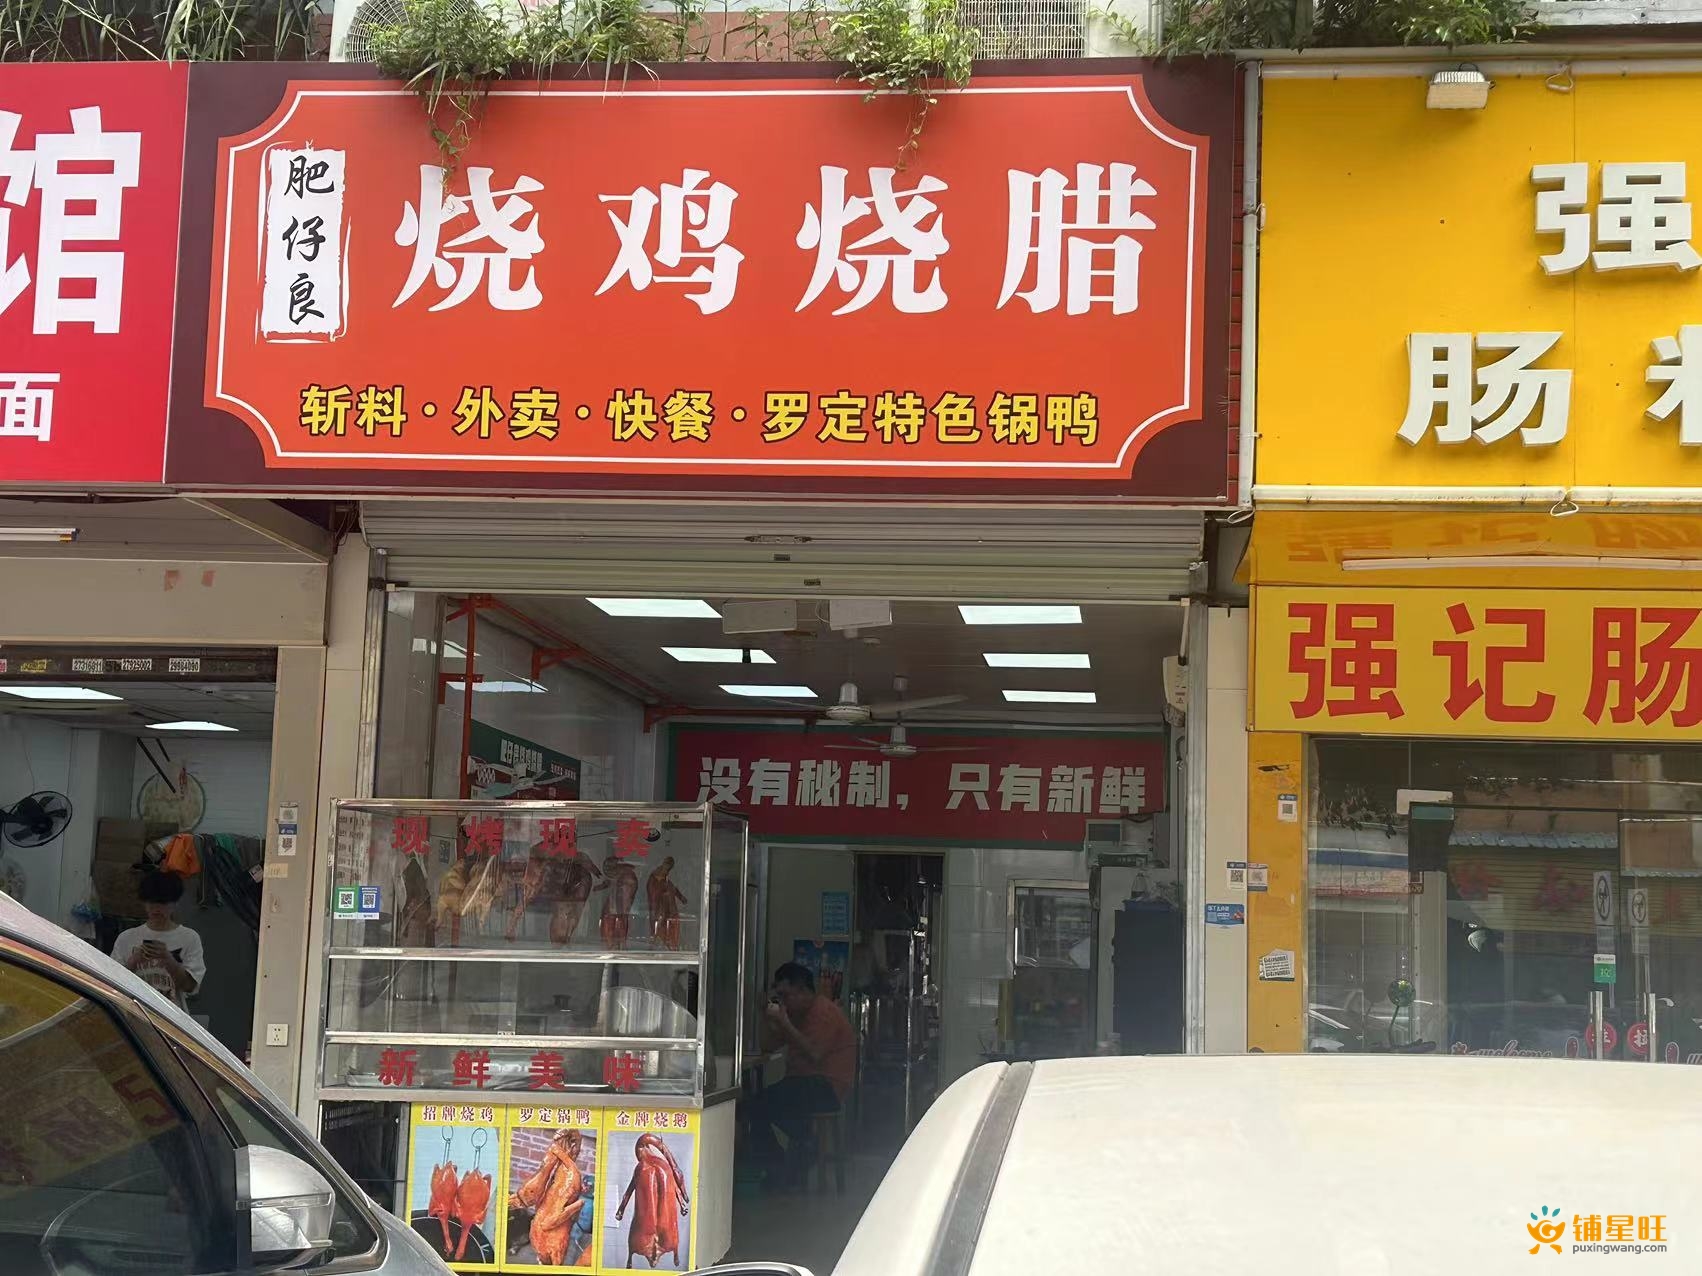 馆
面
肥仔良
烧鸡烧腊
斩料·外卖·快餐·罗定特色锅鸭
强
肠
强记肠
27319911 27525002
没有秘制，只有新鲜
现烤现卖
新鲜美味
招牌烧鸡 罗定锅鸭 金牌烧鹅
铺星旺
puxingwang.com